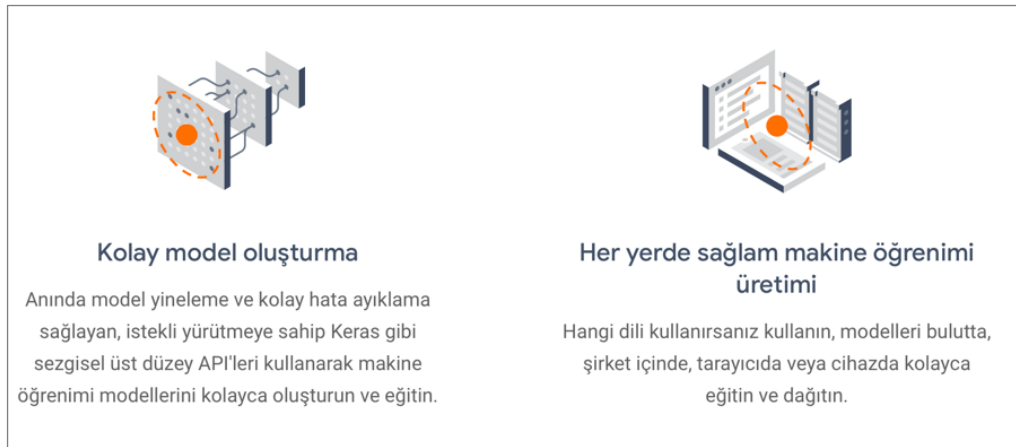 Kolay model oluşturma
Anında model yineleme ve kolay hata ayıklama
sağlayan, istekli yürütmeye sahip Keras gibi
sezgisel üst düzey API'leri kullanarak makine
öğrenimi modellerini kolayca oluşturun ve eğitin.
Her yerde sağlam makine öğrenimi
üretimi
Hangi dili kullanırsanız kullanın, modelleri bulutta,
şirket içinde, tarayıcıda veya cihazda kolayca
eğitin ve dağıtın.